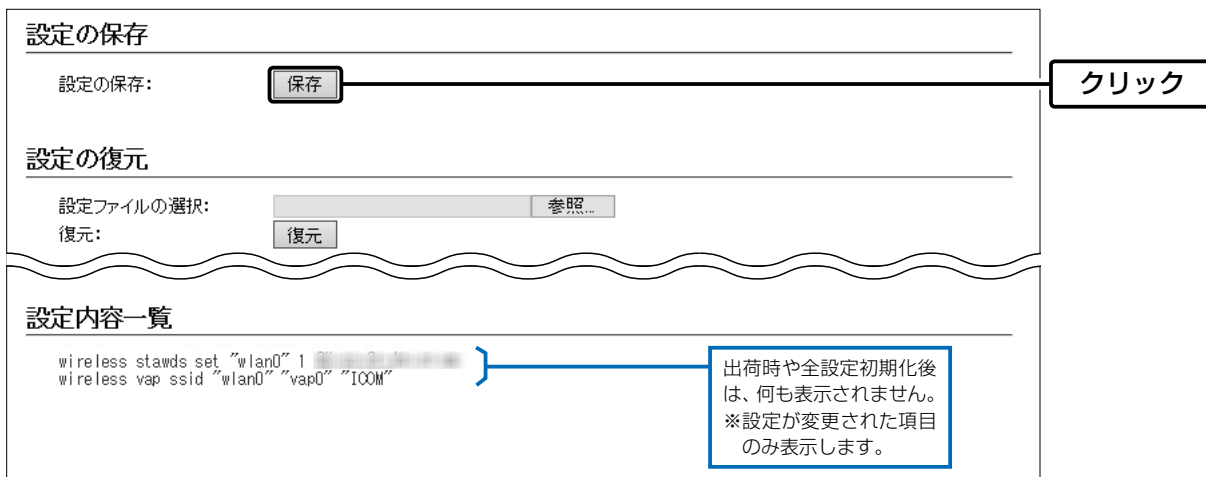 設定の保存
設定の保存: 保存
クリック
設定の復元
設定ファイルの選択: 参照...
復元: 復元
設定内容一覧
wireless stawds set "wlan0" 1
wireless vap ssid "wlan0" "vap0" "ICOM"
出荷時や全設定初期化後
は、何も表示されません。
※設定が変更された項目
のみ表示します。